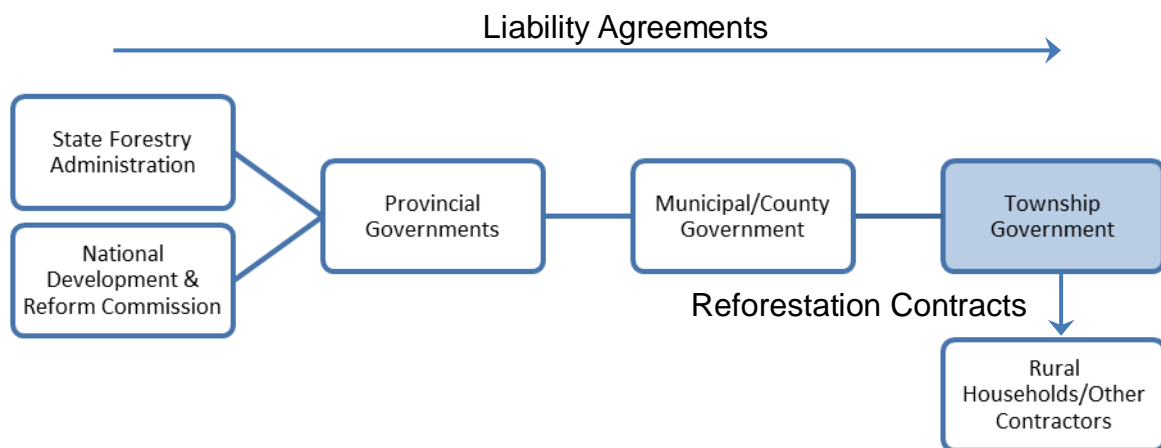 Liability Agreements
State Forestry
Administration
National
Development &
Reform Commission
Provincial
Governments
Municipal/County
Government
Township
Government
Reforestation Contracts
Rural
Households/Other
Contractors